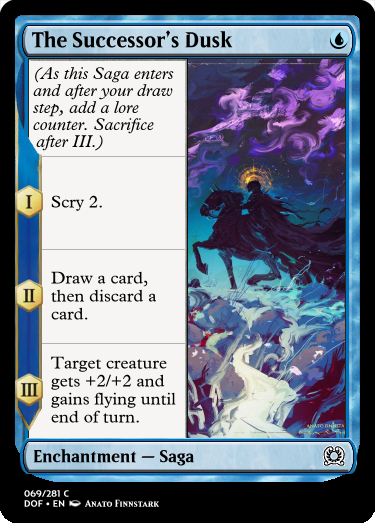 The Successor's Dusk
(As this Saga enters
and after your draw
step, add a lore
counter. Sacrifice
after III.)
I
Scry 2.
II
Draw a card,
then discard a
card.
III
Target creature
gets +2/+2 and
gains flying until
end of turn.
ANATO FINNSTA
Enchantment — Saga
069/281 C
DOF • EN Anato Finnstark